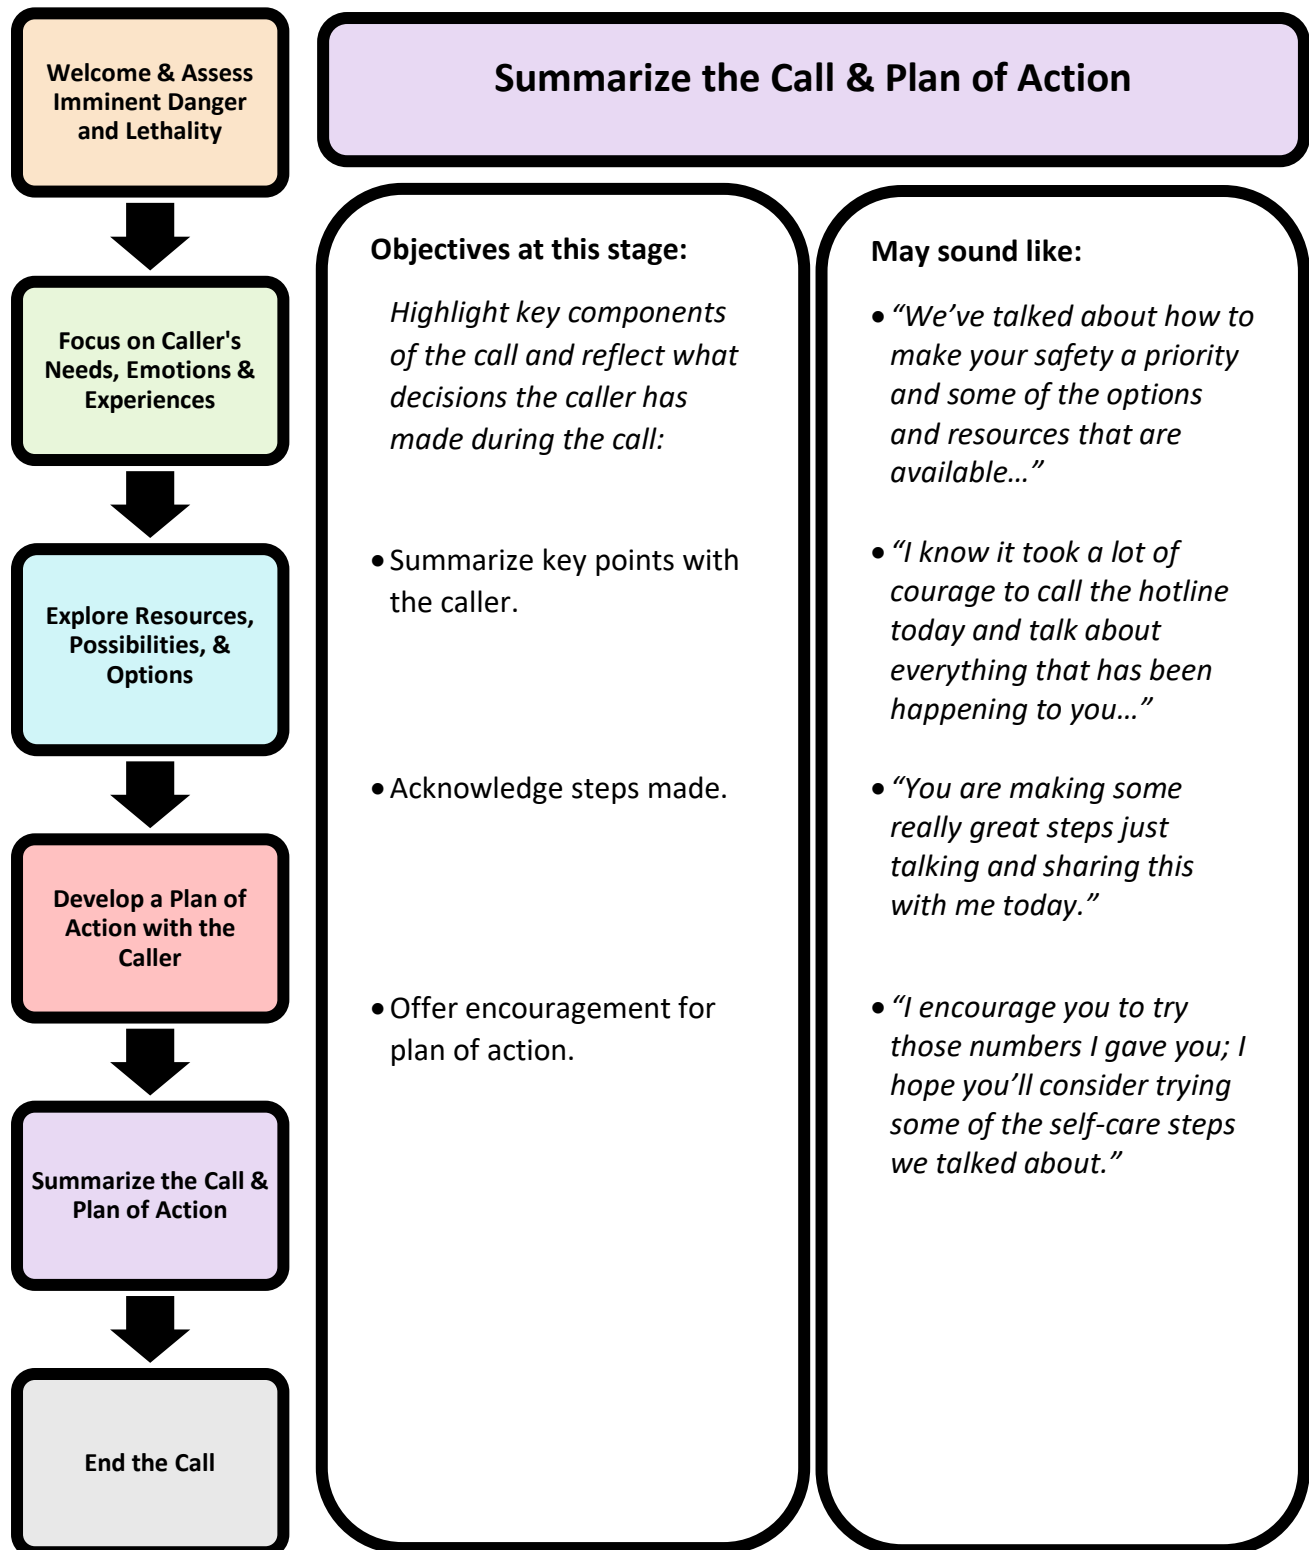 Welcome & Assess
Imminent Danger
and Lethality
Focus on Caller's
Needs, Emotions &
Experiences
Explore Resources,
Possibilities, &
Options
Develop a Plan of
Action with the
Caller
Summarize the Call &
Plan of Action
End the Call
Summarize the Call & Plan of Action
Objectives at this stage:
Highlight key components
of the call and reflect what
decisions the caller has
made during the call:
• Summarize key points with
the caller.
• Acknowledge steps made.
• Offer encouragement for
plan of action.
May sound like:
• “We’ve talked about how to
make your safety a priority
and some of the options
and resources that are
available…”
• “I know it took a lot of
courage to call the hotline
today and talk about
everything that has been
happening to you…”
• “You are making some
really great steps just
talking and sharing this
with me today.”
• “I encourage you to try
those numbers I gave you; I
hope you’ll consider trying
some of the self-care steps
we talked about.”